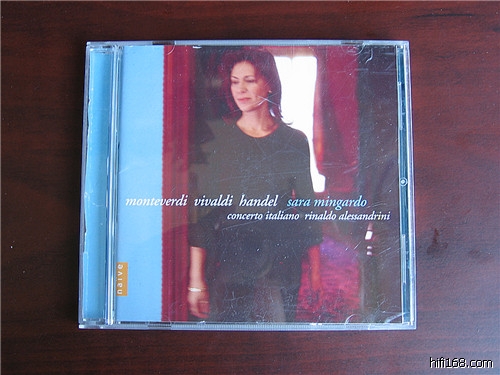 monteverdi vivaldi handel sara mingardo
concerto italiano rinaldo alessandrini
naïve
hifi168.com